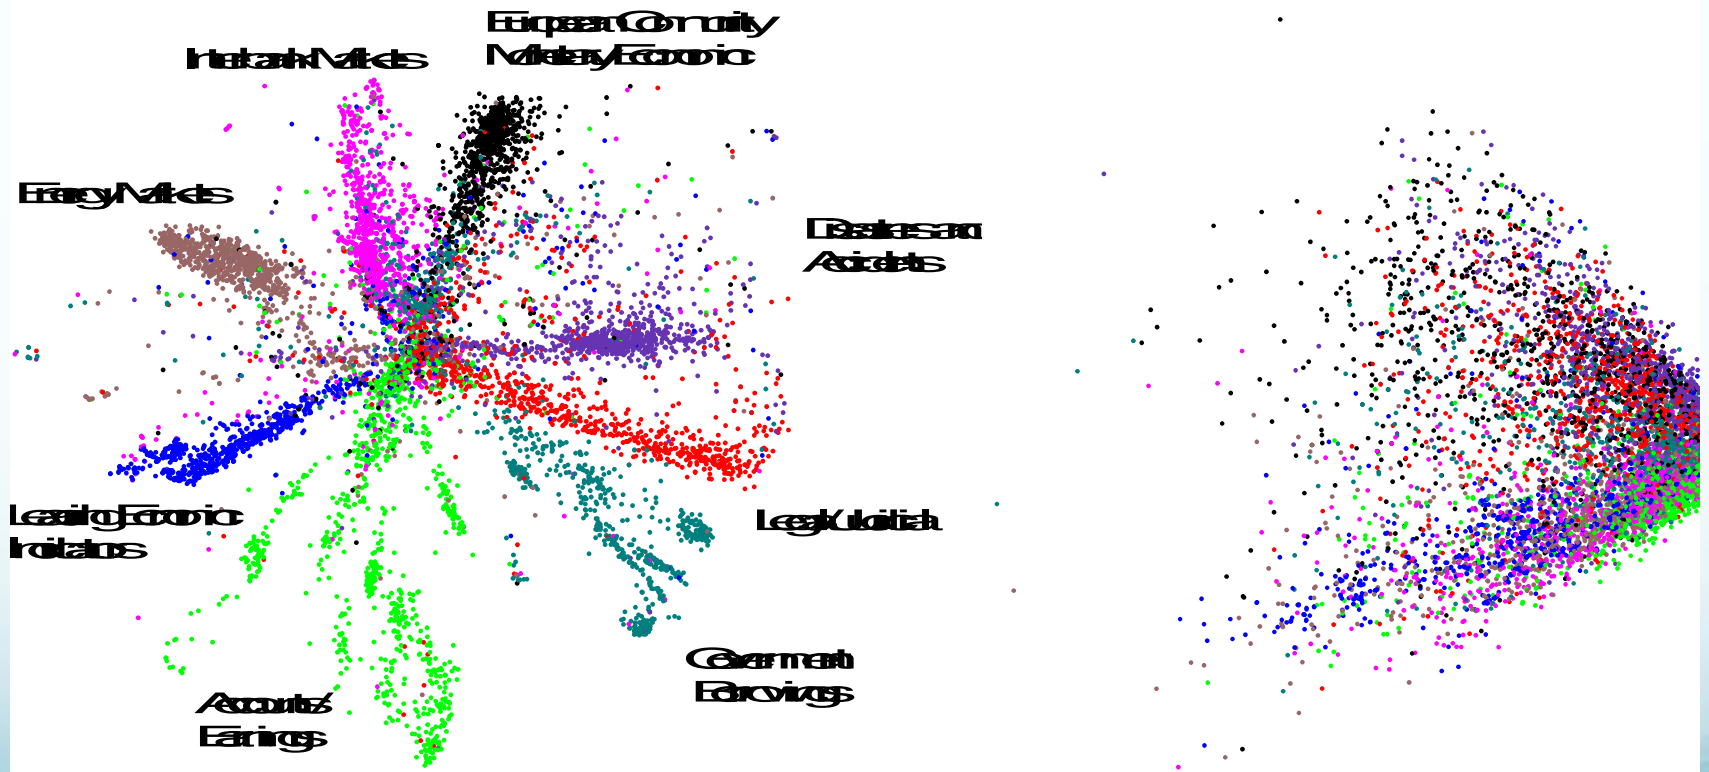 European Community
Monetary/Economic
Interbank Markets
Energy Markets
Disasters and
Accidents
Leading Economic
Indicators
Legal/Judicial
Government
Borrowings
Accounts/
Earnings